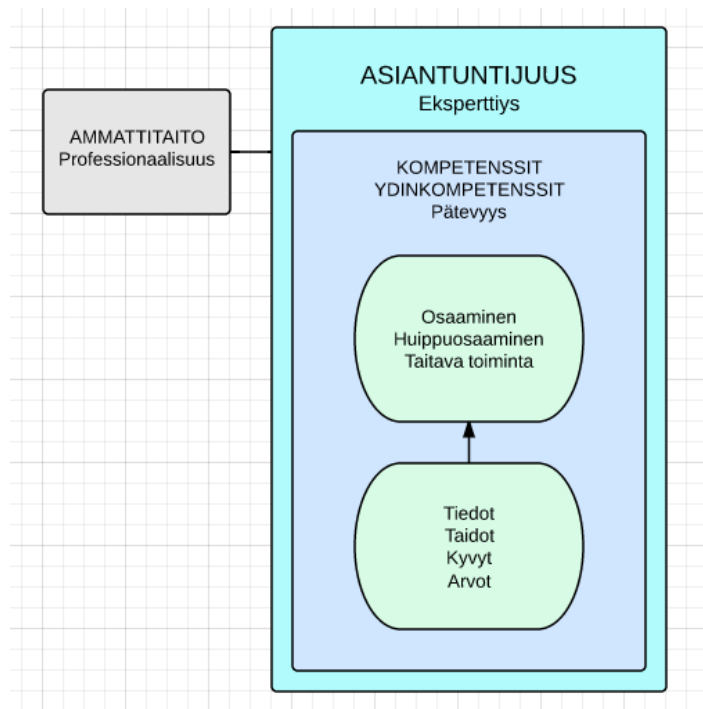 AMMATTITAITO
Professionaalisuus
ASIANTUNTIJUUS
Eksperttiys
KOMPETENSSIT
YDINKOMPETENSSIT
Pätevyys
Osaaminen
Huippuosaaminen
Taitava toiminta
Tiedot
Taidot
Kyvyt
Arvot